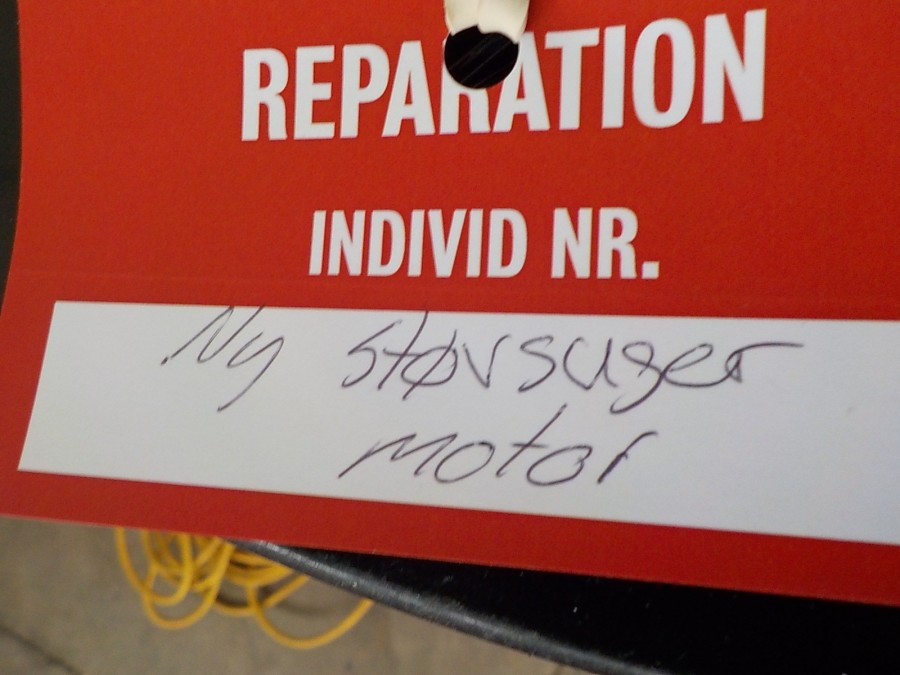 REPARATION
INDIVID NR.
Ny støvsuger
motor